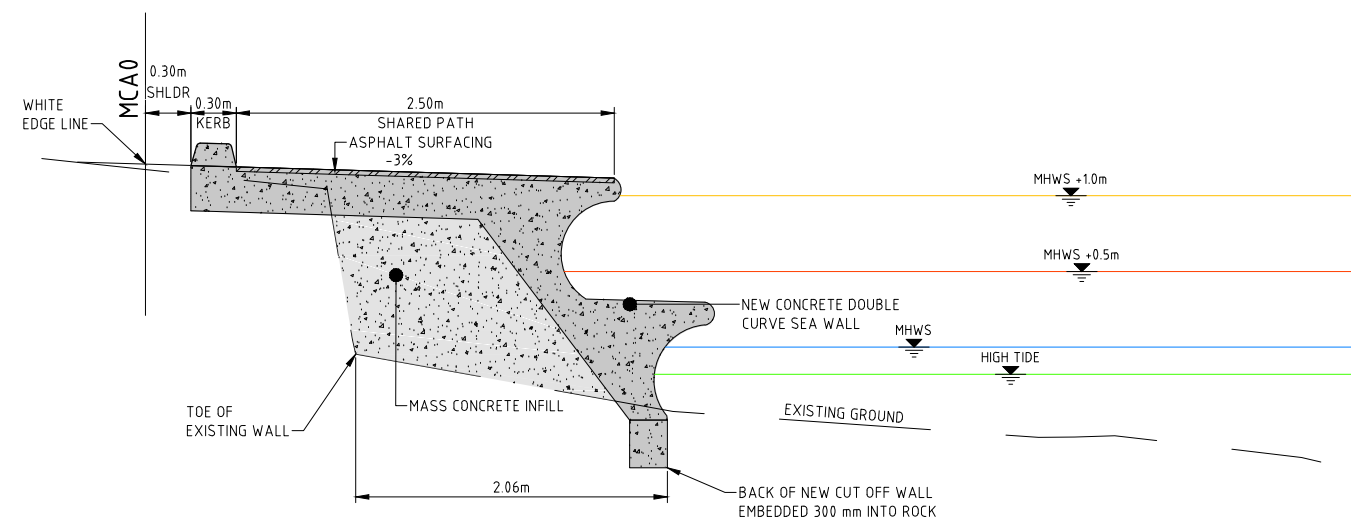 MCA0
0.30m
SHLDR
0.30m
KERB
2.50m
SHARED PATH
WHITE
EDGE LINE
ASPHALT SURFACING
-3%
MHWS +1.0m
MHWS +0.5m
NEW CONCRETE DOUBLE
CURVE SEA WALL
MHWS
HIGH TIDE
MASS CONCRETE INFILL
TOE OF
EXISTING WALL
EXISTING GROUND
2.06m
BACK OF NEW CUT OFF WALL
EMBEDDED 300 mm INTO ROCK